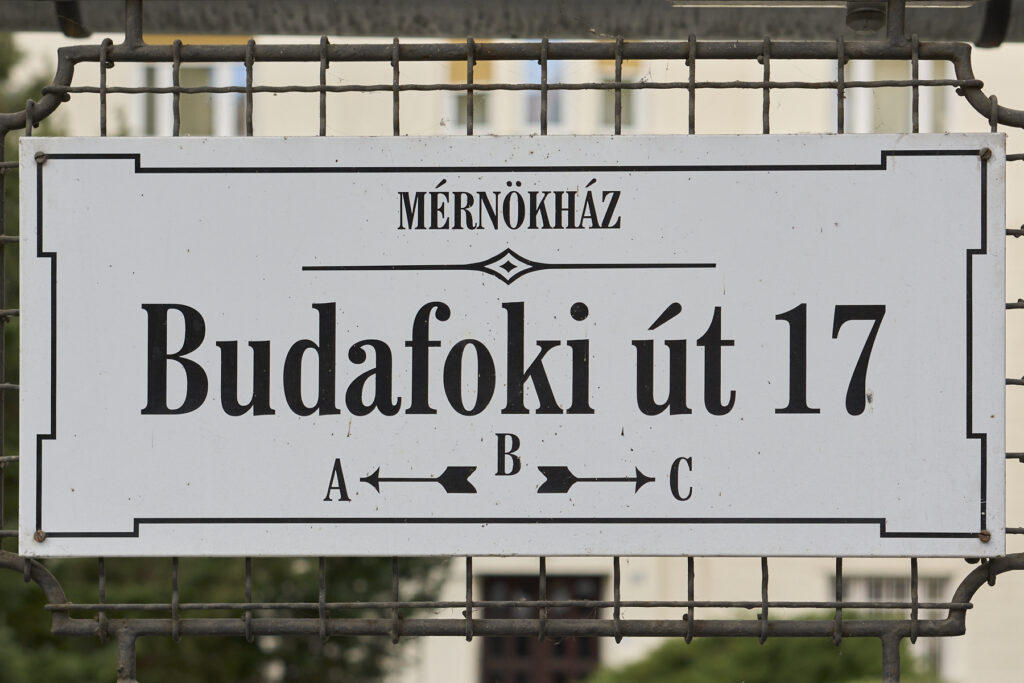 MÉRNÖKHÁZ
Budafoki út 17
A B C